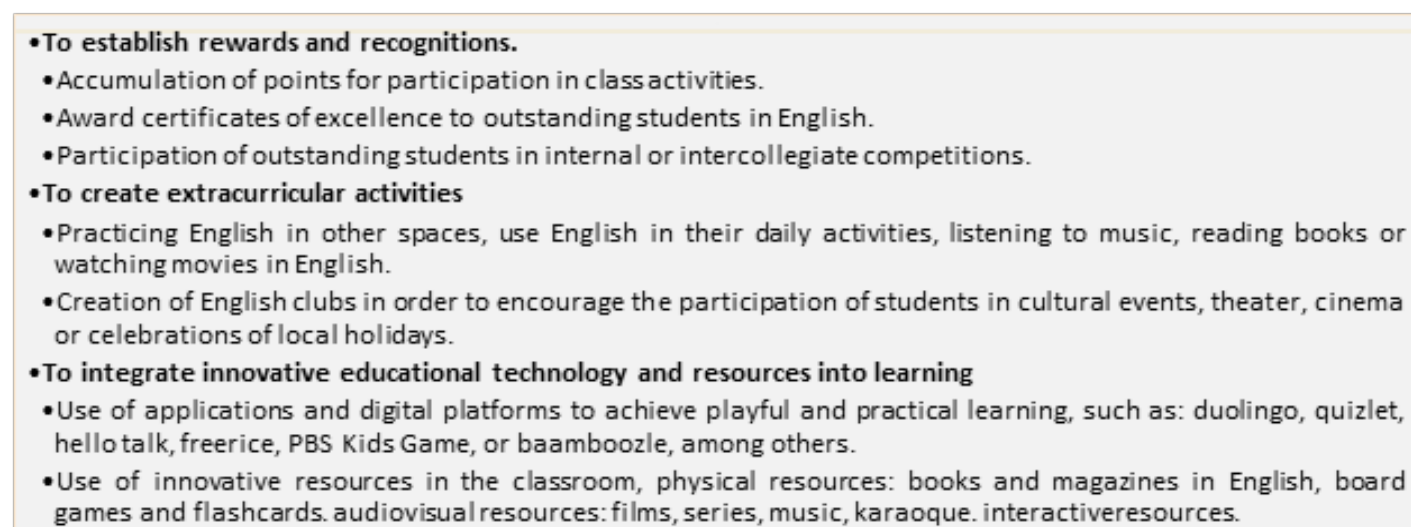 •To establish rewards and recognitions.
•Accumulation of points for participation in class activities.
•Award certificates of excellence to outstanding students in English.
•Participation of outstanding students in internal or intercollegiate competitions.
•To create extracurricular activities
•Practicing English in other spaces, use English in their daily activities, listening to music, reading books or
watching movies in English.
•Creation of English clubs in order to encourage the participation of students in cultural events, theater, cinema
or celebrations of local holidays.
•To integrate innovative educational technology and resources into learning
•Use of applications and digital platforms to achieve playful and practical learning, such as: duolingo, quizlet,
hello talk, freerice, PBS Kids Game, or baamboozle, among others.
•Use of innovative resources in the classroom, physical resources: books and magazines in English, board
games and flashcards. audiovisual resources: films, series, music, karaoque. interactive resources.